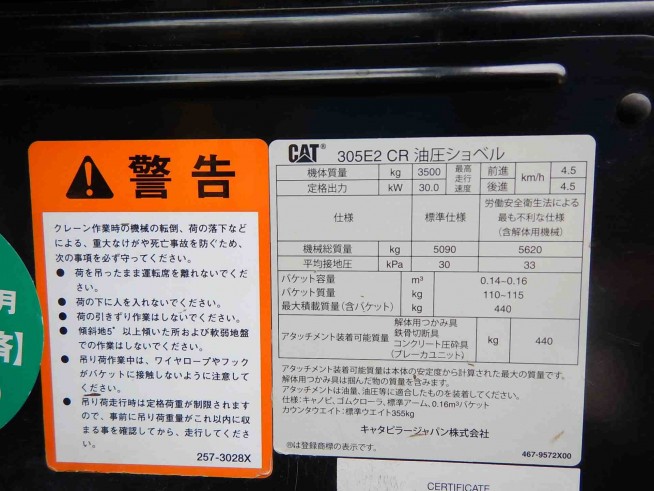 警告
クレーン作業時の機械の転倒、荷の落下など
による、重大なけがや死亡事故を防ぐため、
次の事項を必ず守ってください。
● 荷を吊ったまま運転席を離れないでくだ
さい。
● 荷の下に人を入れないでください。
● 荷の引きずり作業はしないでください。
● 傾斜地5°以上傾いた所および軟弱地盤
での作業はしないでください。
● 吊り荷作業中は、ワイヤロープやフック
がバケットに接触しないように注意して
ください。
● 吊り荷走行時は定格荷重が制限されます
ので、事前に吊り荷重量がこれ以内に収
まる事を確認してから、走行してくださ
い。
257-3028X
月
済
CAT® 305E2 CR 油圧ショベル
機体質量 kg 3500 最高走行速度 前進 km/h 4.5
定格出力 kW 30.0 後進 4.5
仕様 標準仕様 労働安全衛生法による
最も不利な仕様
(含解体用機械)
機械総質量 kg 5090 5620
平均接地圧 kPa 30 33
バケット容量 m³ 0.14-0.16
バケット質量 kg 110-115
最大積載質量(含バケット) kg 440
アタッチメント装着可能質量 解体用つかみ具
鉄骨切断具
コンクリート圧砕具
(ブレーカユニット) kg 440
アタッチメント装着可能質量は本体の安定度から計算された最大の質量です。
解体用つかみ具は掴んだ物の質量を含みます。
アタッチメントは油量、油圧等に適合したものを装着してください。
仕様:キャノピ、ゴムクローラ、標準アーム、0.16m³バケット
カウンタウエイト:標準ウエイト355kg
キャタピラージャパン株式会社
®は登録商標の表示です。
467-9572X00
CERTIFICATE